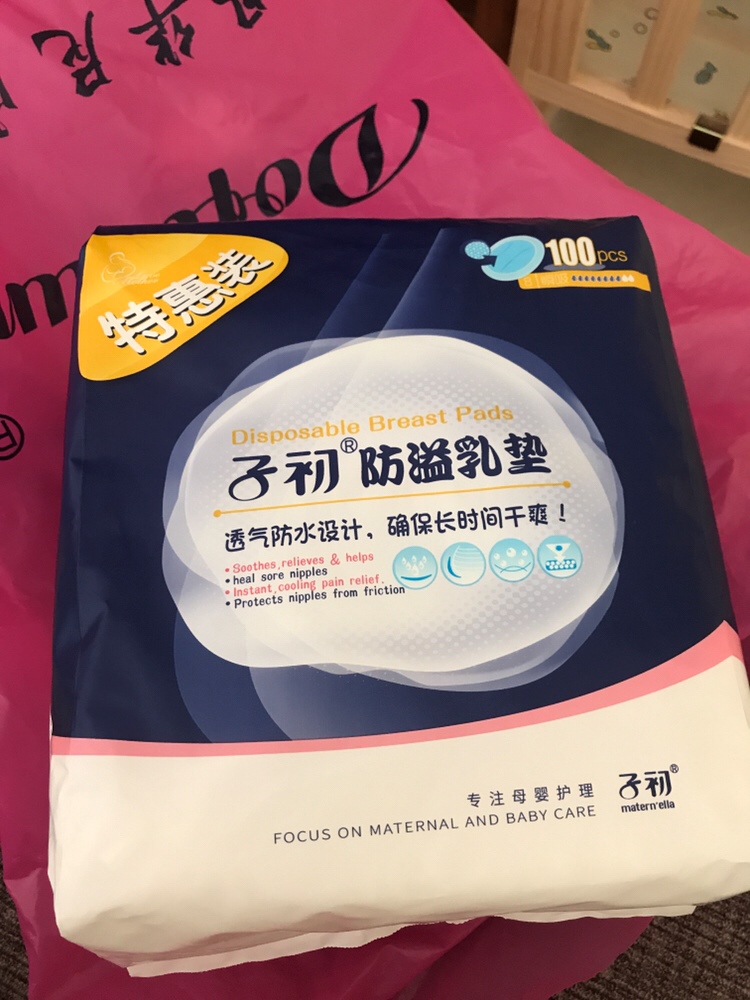 特惠装
100pcs
Disposable Breast Pads
子初®防溢乳垫
透气防水设计，确保长时间干爽！
• Soothes,relieves & helps
• heal sore nipples
• Instant,cooling pain relief.
• Protects nipples from friction
专注母婴护理
FOCUS ON MATERNAL AND BABY CARE
子初®
matern'ella
®